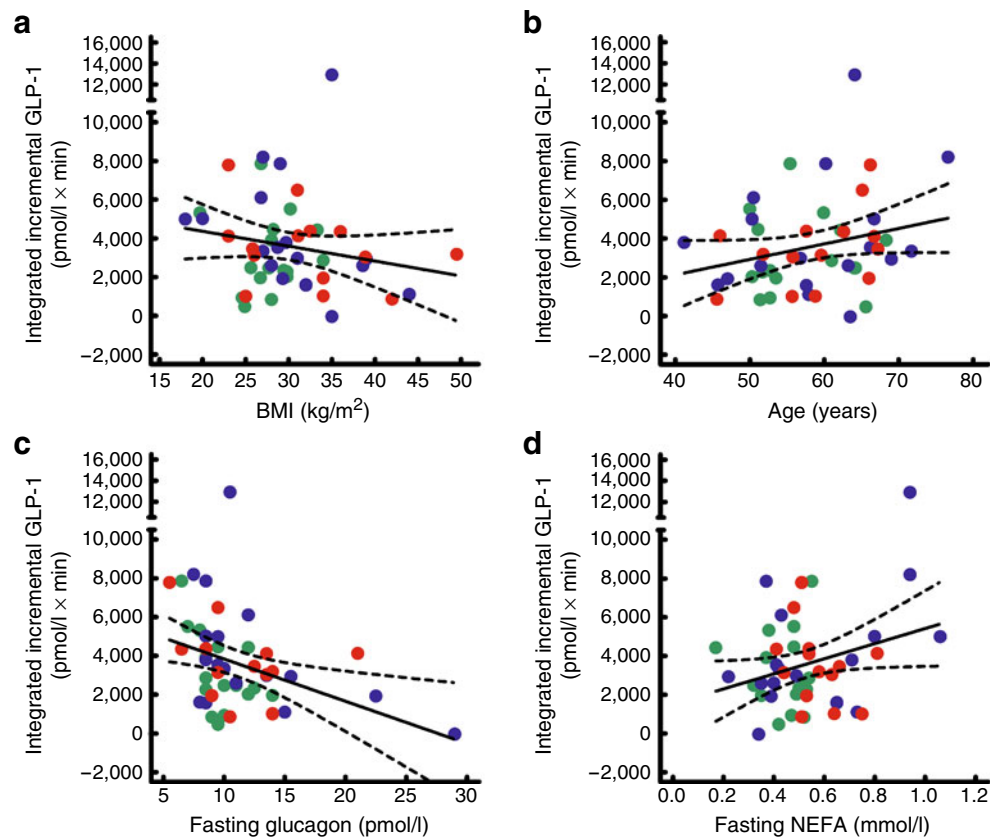 a
Integrated incremental GLP-1
(pmol/l × min)
16,000
14,000
12,000
10,000
8,000
6,000
4,000
2,000
0
−2,000
15 20 25 30 35 40 45 50
BMI (kg/m²)
b
Integrated incremental GLP-1
(pmol/l × min)
16,000
14,000
12,000
10,000
8,000
6,000
4,000
2,000
0
−2,000
40 50 60 70 80
Age (years)
c
Integrated incremental GLP-1
(pmol/l × min)
16,000
14,000
12,000
10,000
8,000
6,000
4,000
2,000
0
−2,000
5 10 15 20 25 30
Fasting glucagon (pmol/l)
d
Integrated incremental GLP-1
(pmol/l × min)
16,000
14,000
12,000
10,000
8,000
6,000
4,000
2,000
0
−2,000
0.0 0.2 0.4 0.6 0.8 1.0 1.2
Fasting NEFA (mmol/l)